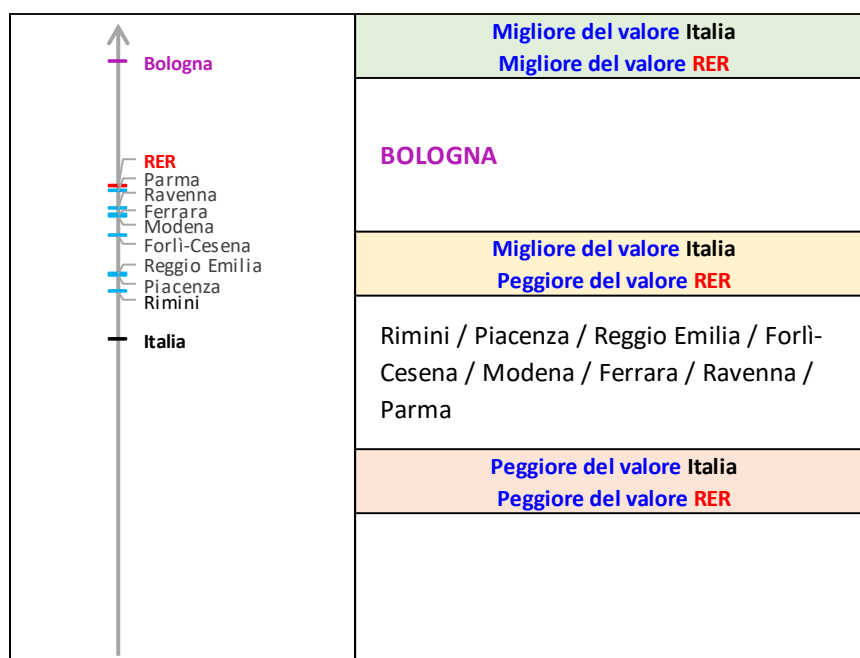 Bologna
RER
Parma
Ravenna
Ferrara
Modena
Forlì-Cesena
Reggio Emilia
Piacenza
Rimini
Italia
Migliore del valore Italia
Migliore del valore RER
BOLOGNA
Migliore del valore Italia
Peggiore del valore RER
Rimini / Piacenza / Reggio Emilia / Forlì-
Cesena / Modena / Ferrara / Ravenna /
Parma
Peggiore del valore Italia
Peggiore del valore RER